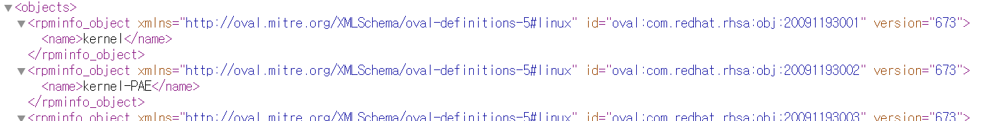 ▼<objects>
▼<rpminfo_object xmlns="http://oval.mitre.org/XMLSchema/oval-definitions-5#linux" id="oval:com.redhat.rhsa:obj:20091193001" version="673">
<name>kernel</name>
</rpminfo_object>
▼<rpminfo_object xmlns="http://oval.mitre.org/XMLSchema/oval-definitions-5#linux" id="oval:com.redhat.rhsa:obj:20091193002" version="673">
<name>kernel-PAE</name>
</rpminfo_object>
▼<rpminfo_object xmlns="http://oval.mitre.org/XMLSchema/oval-definitions-5#linux" id="oval:com.redhat.rhsa:obj:20091193003" version="673">